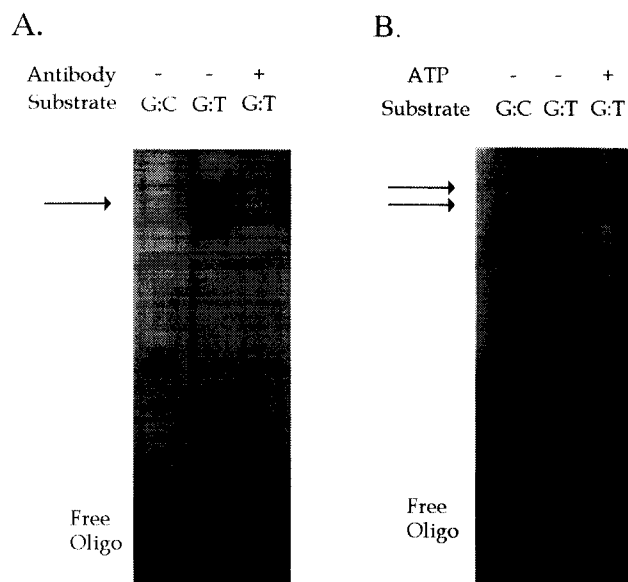 A.
Antibody - - +
Substrate G:C G:T G:T
Free
Oligo
B.
ATP - - +
Substrate G:C G:T G:T
Free
Oligo